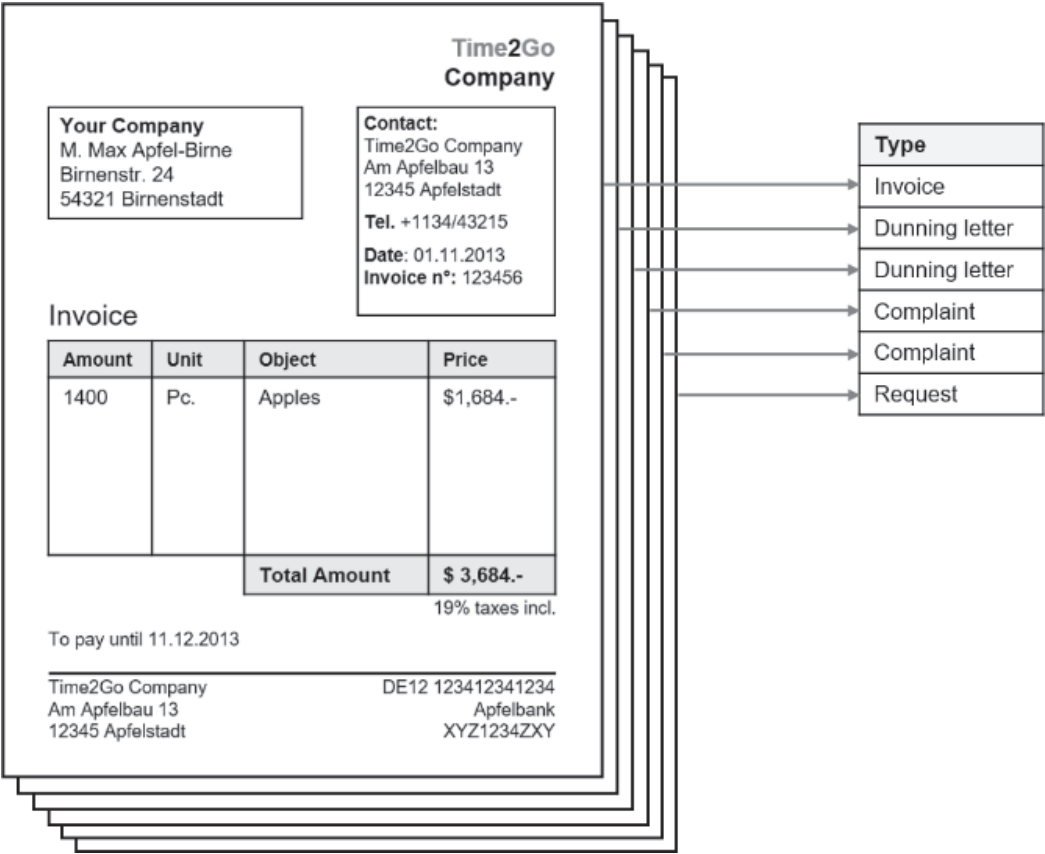 Time2Go
Company
Your Company
M. Max Apfel-Birne
Birnenstr. 24
54321 Birnenstadt
Contact:
Time2Go Company
Am Apfelbau 13
12345 Apfelstadt
Tel. +1134/43215
Date: 01.11.2013
Invoice n°: 123456
Invoice
Amount Unit Object Price
1400 Pc. Apples $1,684.-
Total Amount $ 3,684.-
19% taxes incl.
To pay until 11.12.2013
Time2Go Company DE12 123412341234
Am Apfelbau 13 Apfelbank
12345 Apfelstadt XYZ1234ZXY
Type
Invoice
Dunning letter
Dunning letter
Complaint
Complaint
Request